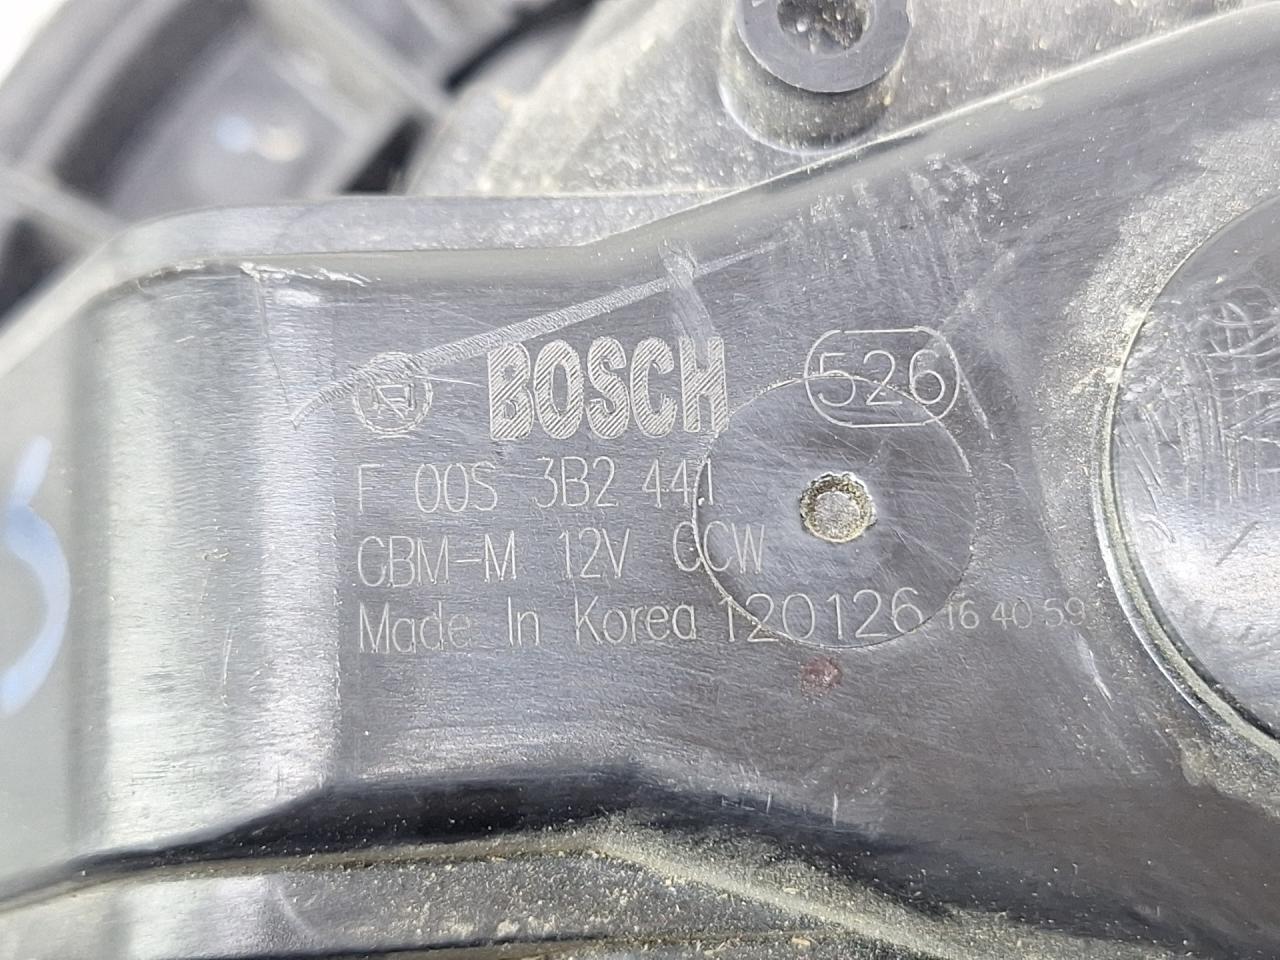 BOSCH 526
F 00S 3B2 441
CBM-M 12V CCW
Made In Korea 120126 16 40 59